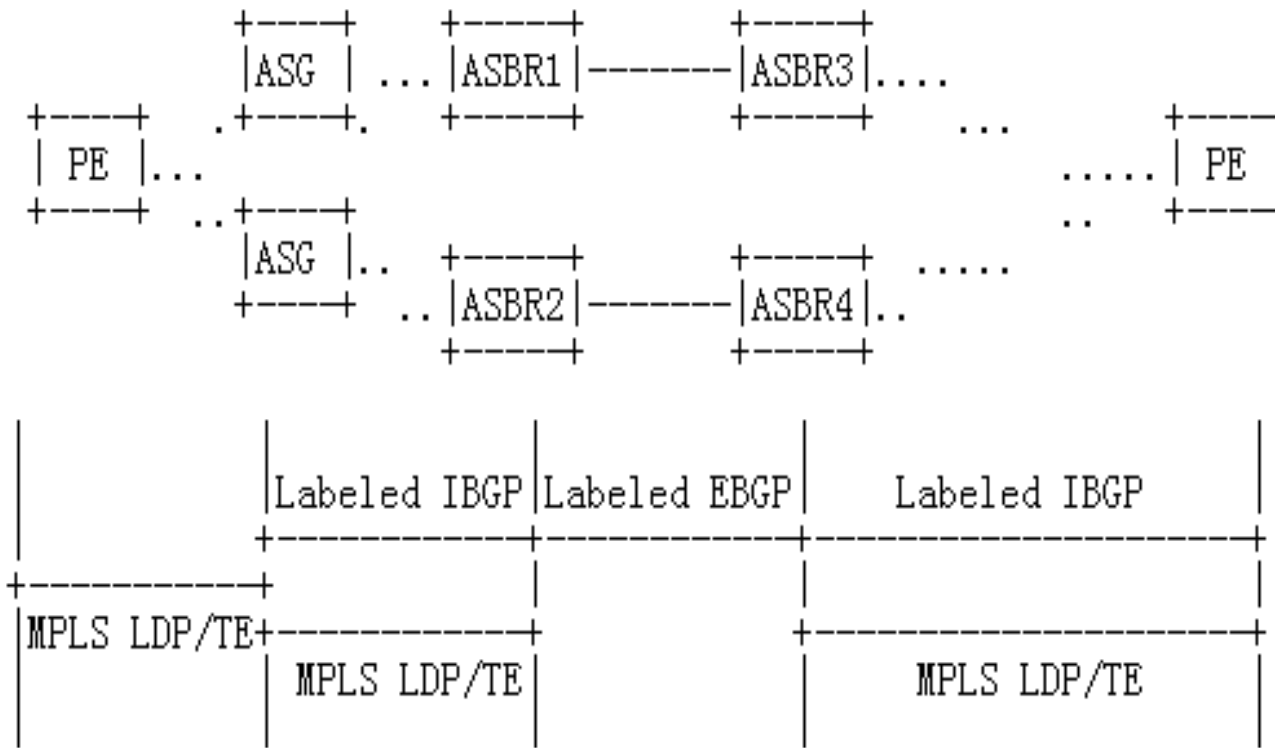 ASG ... ASBR1 ASBR3 ....
PE ... ... ..... PE
ASG .. .....
.. ASBR2 ASBR4 ..
Labeled IBGP Labeled EBGP Labeled IBGP
MPLS LDP/TE
MPLS LDP/TE MPLS LDP/TE